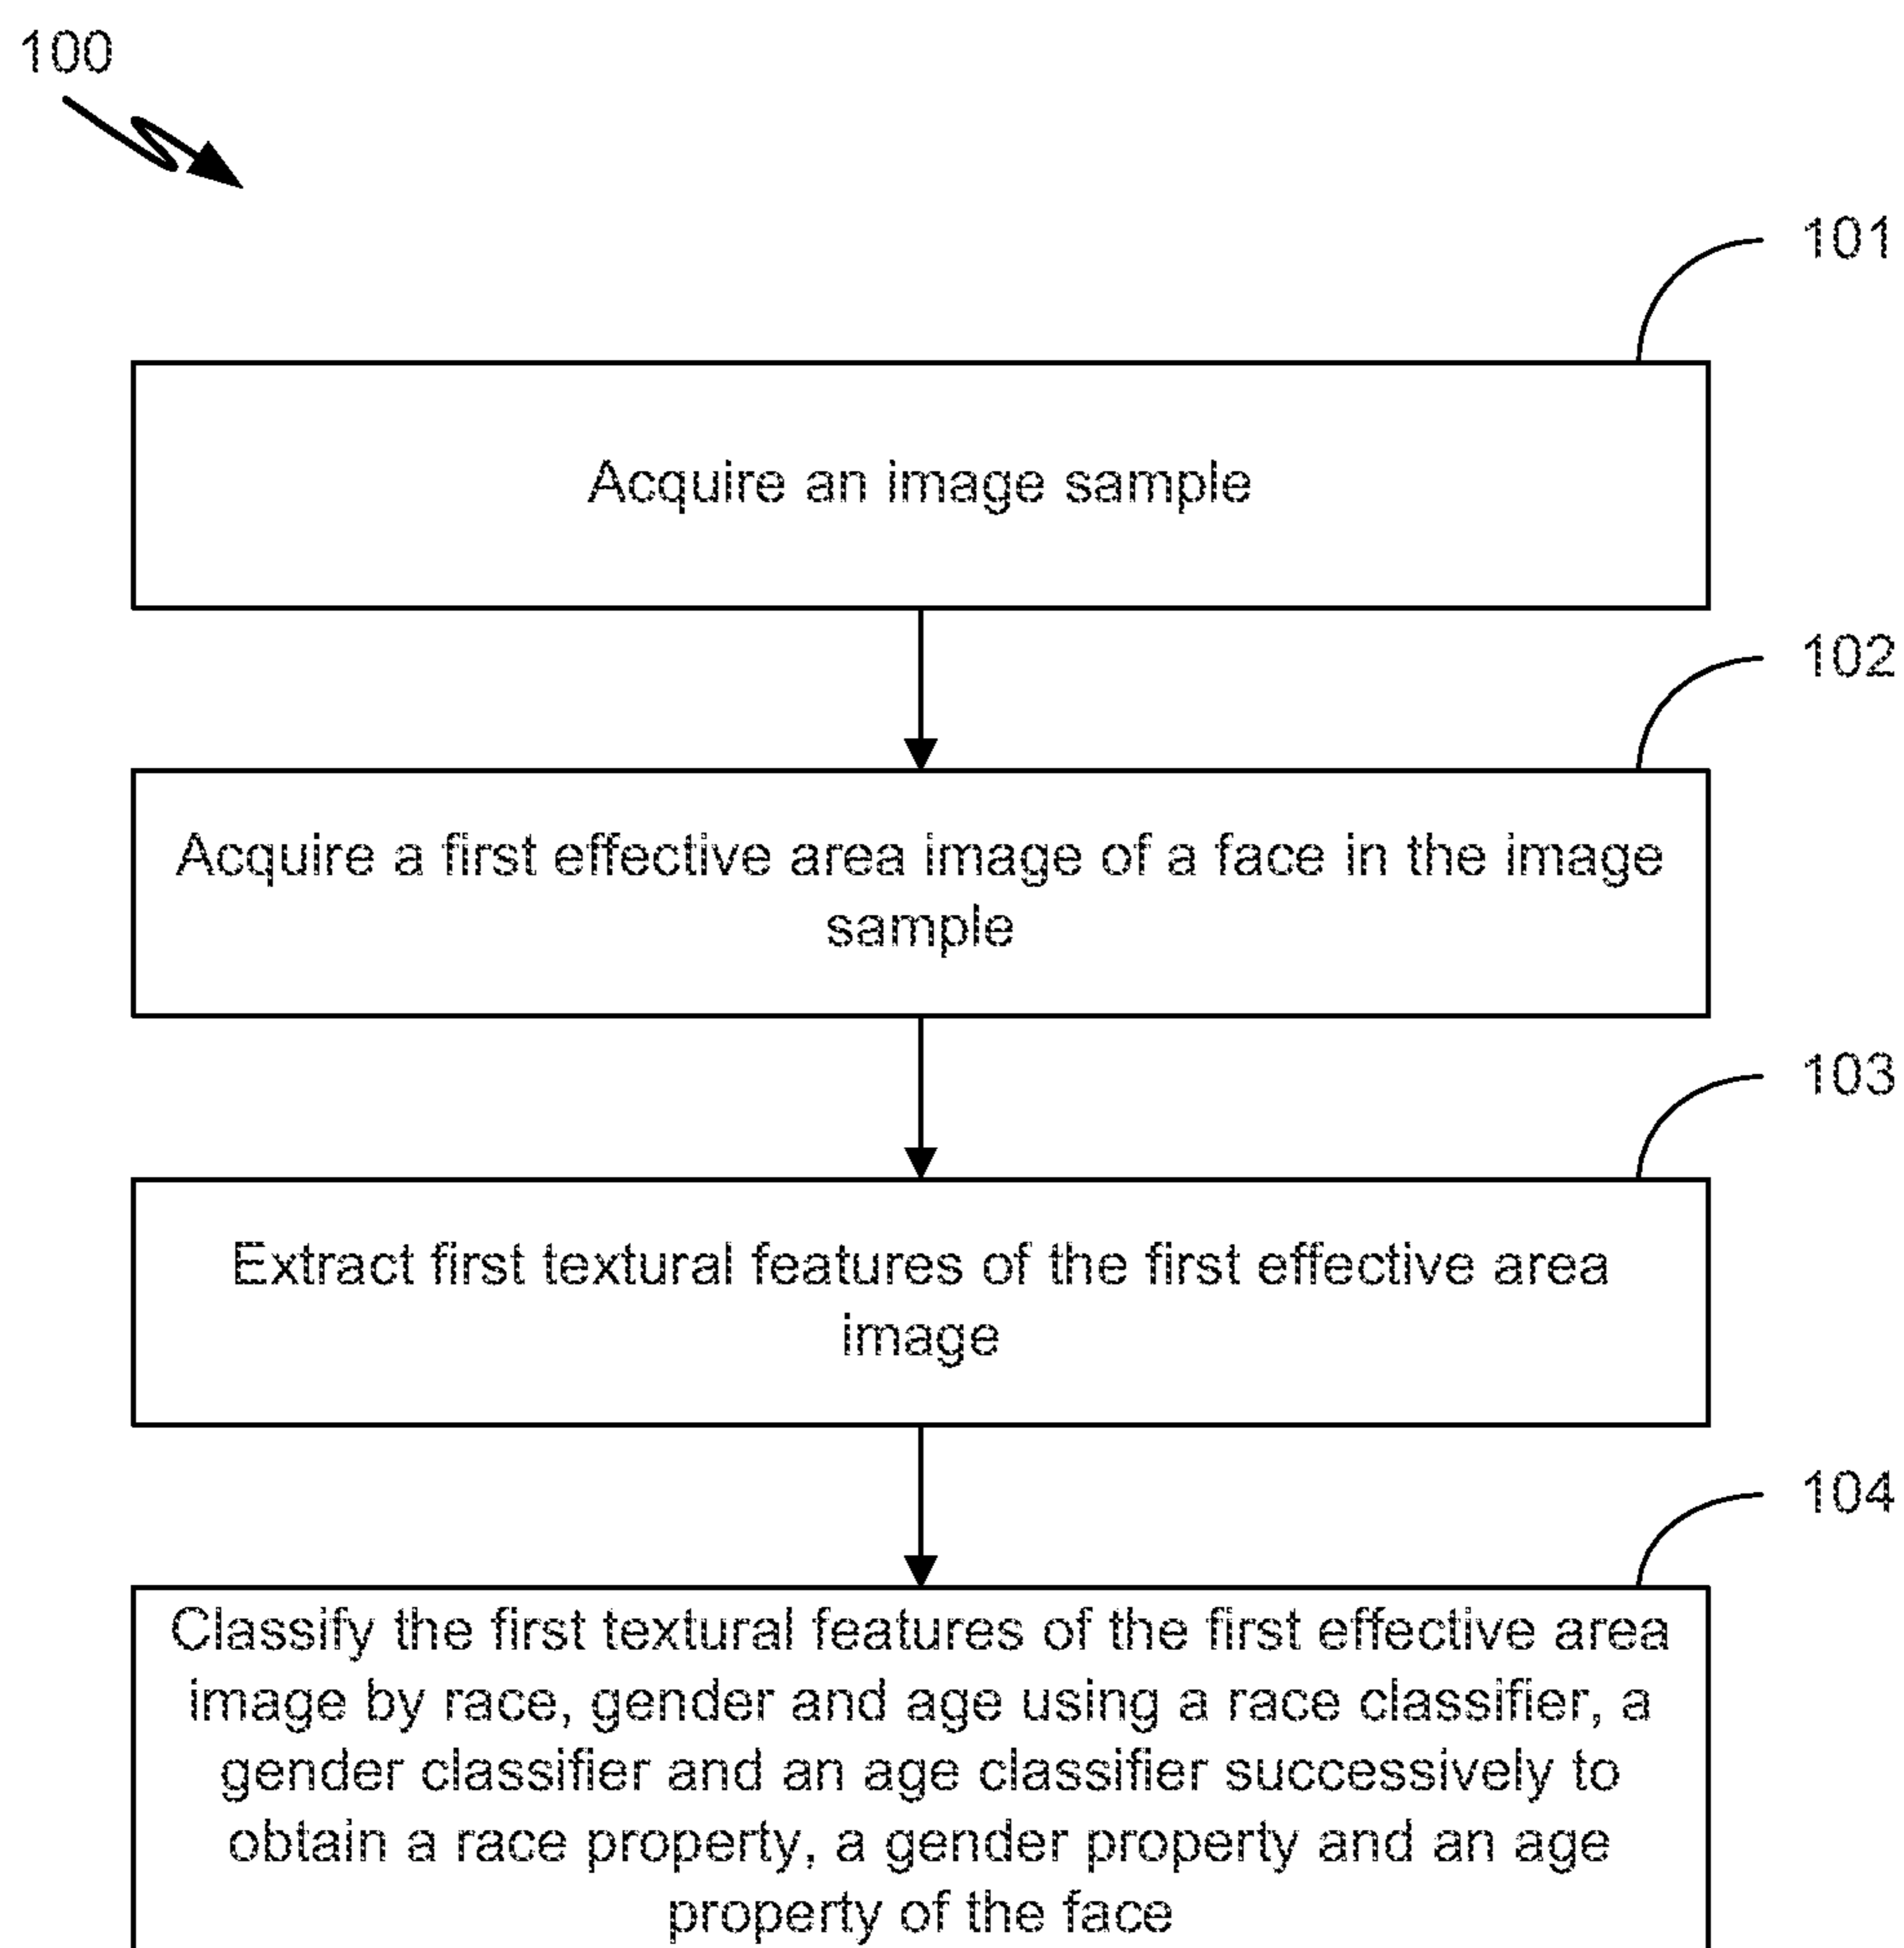 100
101
Acquire an image sample
102
Acquire a first effective area image of a face in the image
sample
103
Extract first textural features of the first effective area
image
104
Classify the first textural features of the first effective area
image by race, gender and age using a race classifier, a
gender classifier and an age classifier successively to
obtain a race property, a gender property and an age
property of the face